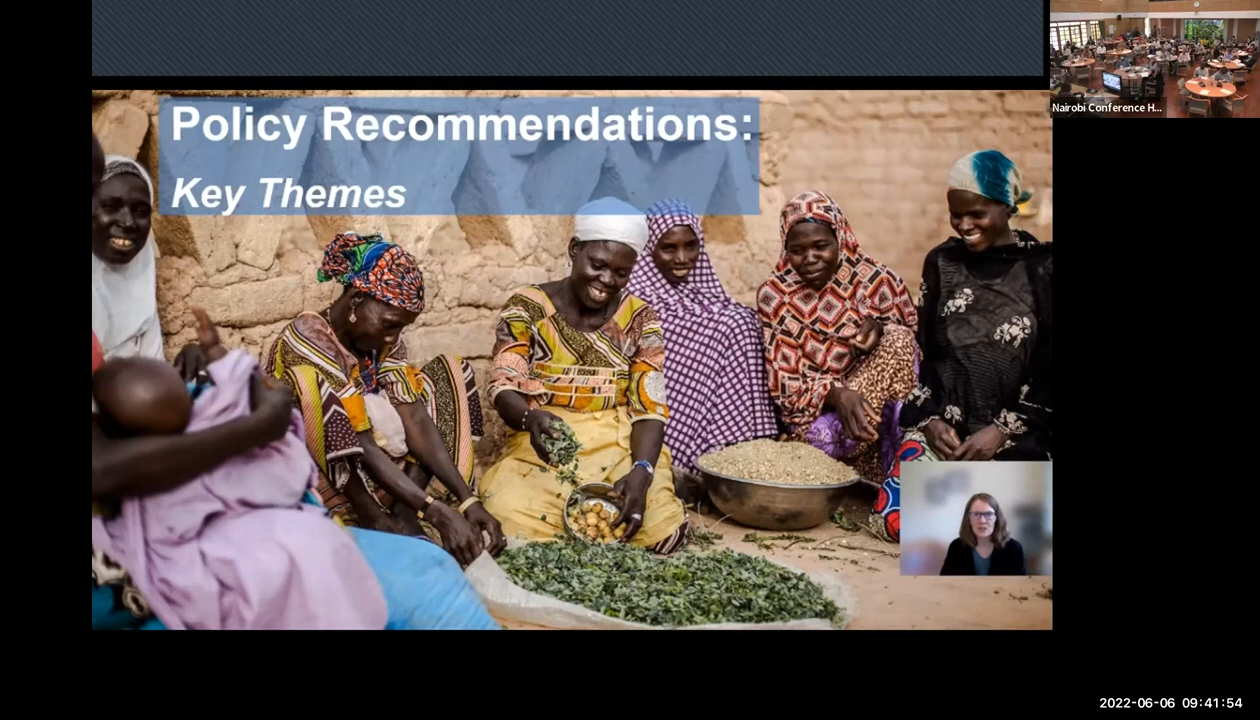 Policy Recommendations:
Key Themes
Nairobi Conference H...
2022-06-06 09:41:54